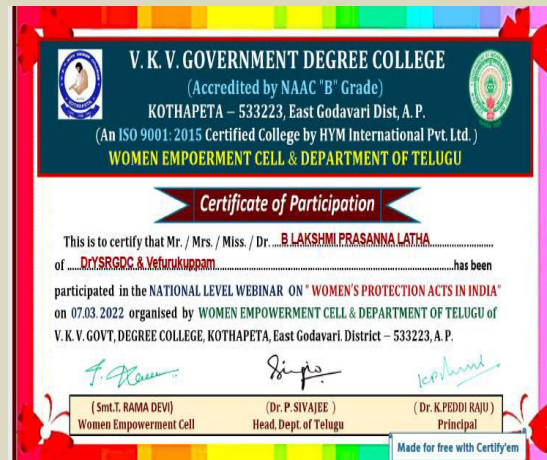 V. K. V. GOVERNMENT DEGREE COLLEGE
(Accredited by NAAC "B" Grade)
KOTHAPETA – 533223, East Godavari Dist, A. P.
(An ISO 9001: 2015 Certified College by HYM International Pvt. Ltd. )
WOMEN EMPOERMENT CELL & DEPARTMENT OF TELUGU
Certificate of Participation
This is to certify that Mr. / Mrs. / Miss. / Dr. B LAKSHMI PRASANNA LATHA
of DrYSRGDC & Vefurukuppam has been
participated in the NATIONAL LEVEL WEBINAR ON " WOMEN'S PROTECTION ACTS IN INDIA"
on 07.03. 2022 organised by WOMEN EMPOWERMENT CELL & DEPARTMENT OF TELUGU of
V. K. V. GOVT, DEGREE COLLEGE, KOTHAPETA, East Godavari. District – 533223, A. P.
( Smt.T. RAMA DEVI) (Dr. P. SIVAJEE ) ( Dr. K.PEDDI RAJU )
Women Empowerment Cell Head, Dept. of Telugu Principal
Made for free with Certify'em